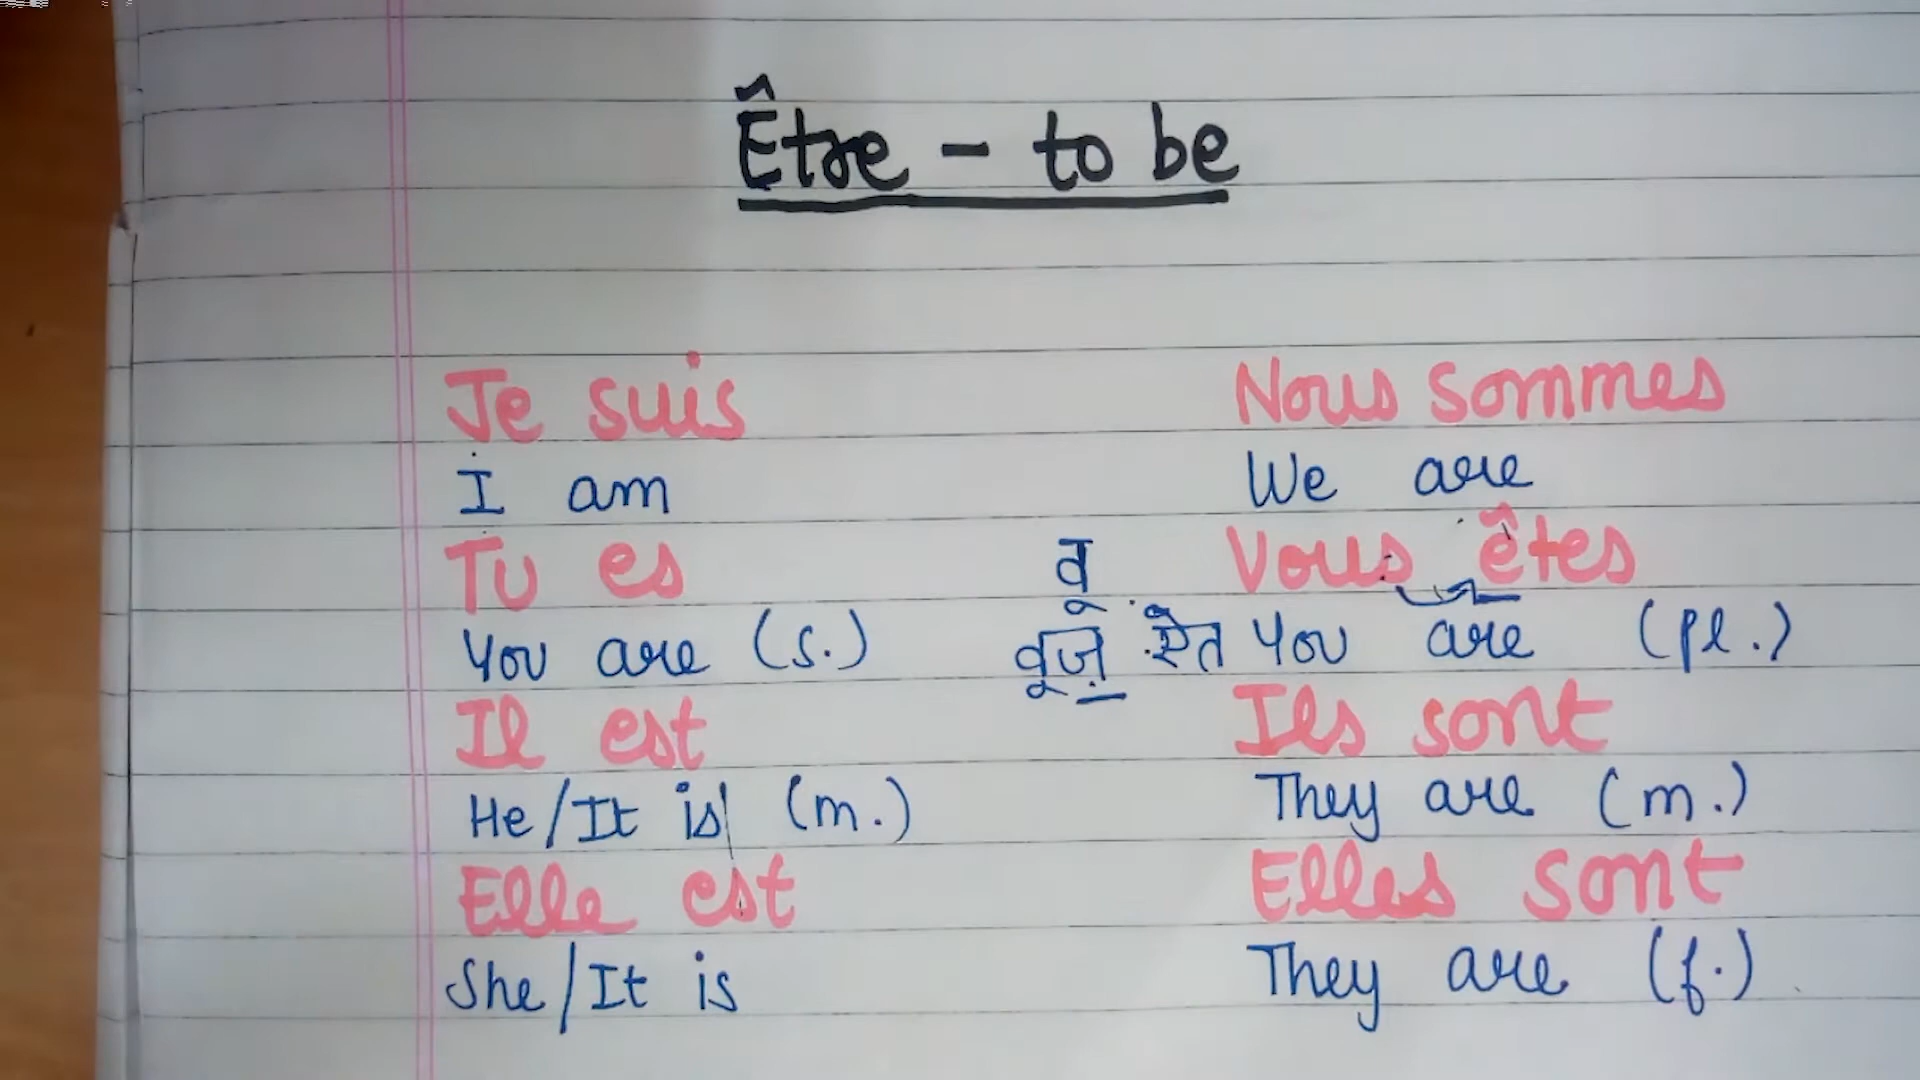 Être - to be
Je suis
Nous sommes
I am
We are
Tu es
वू
Vous êtes
You are (s.)
वूज़ ऐत
You are (pl.)
Il est
Ils sont
He/It is (m.)
They are (m.)
Elle est
Elles sont
She/It is
They are (f.)